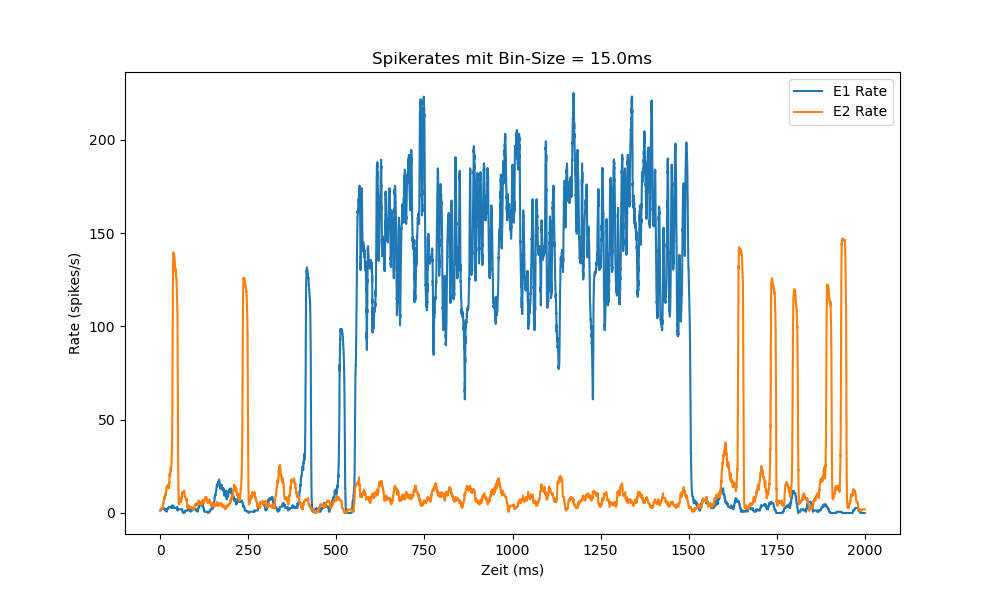 Spikerates mit Bin-Size = 15.0ms
E1 Rate
E2 Rate
Rate (spikes/s)
200
150
100
50
0
0 250 500 750 1000 1250 1500 1750 2000
Zeit (ms)